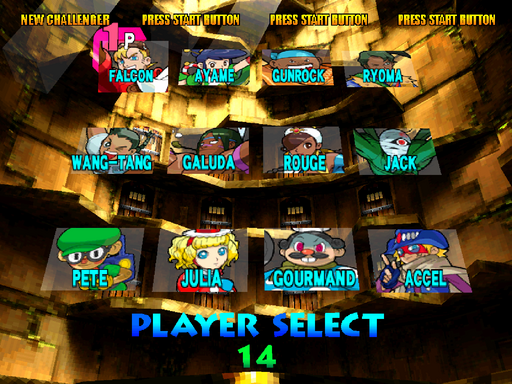 NEW CHALLENGER PRESS START BUTTON PRESS START BUTTON PRESS START BUTTON
1P
FALCON AYAME GUNROCK RYOMA
WANG-TANG GALUDA ROUGE JACK
PETE JULIA GOURMAND ACCEL
PLAYER SELECT
14